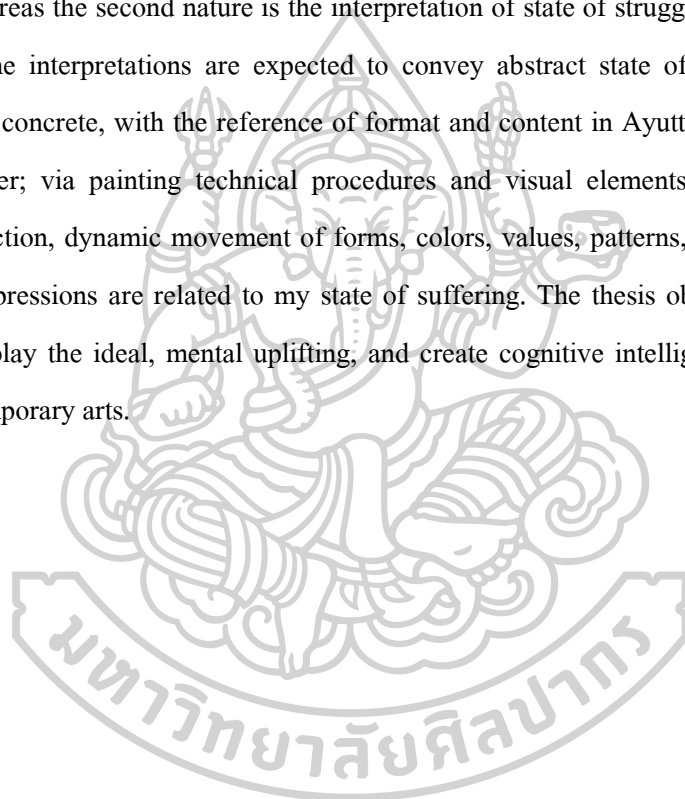 reas the second nature is the interpretation of state of strugg
ne interpretations are expected to convey abstract state of
concrete, with the reference of format and content in Ayutt
er; via painting technical procedures and visual elements
ction, dynamic movement of forms, colors, values, patterns,
pressions are related to my state of suffering. The thesis ob
play the ideal, mental uplifting, and create cognitive intellig
porary arts.
มหาวิทยาลัยศิลปากร